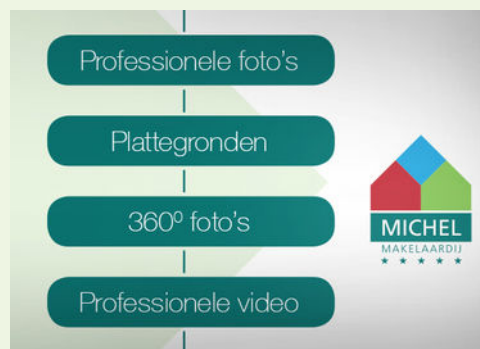 Professionele foto's
Plattegronden
360º foto's
MICHEL
MAKELAARDIJ
Professionele video